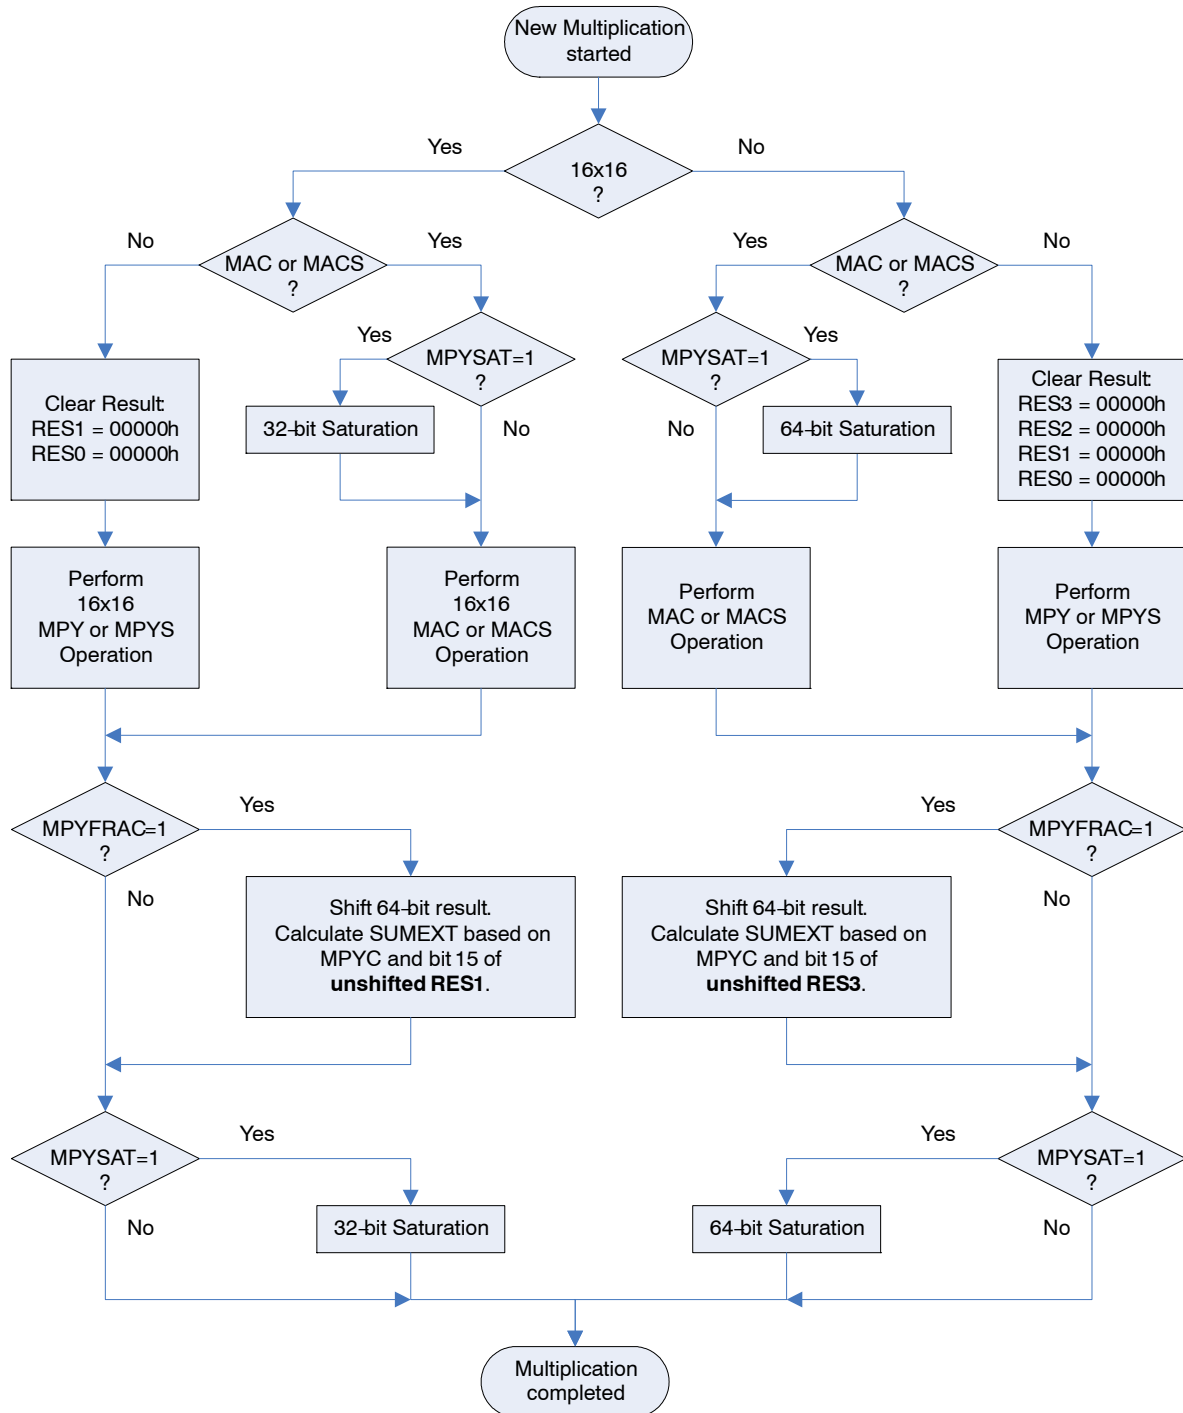 New Multiplication
started
Yes
No
16x16
?
No
Yes
Yes
No
MAC or MACS
?
MAC or MACS
?
Yes
Yes
MPYSAT=1
?
MPYSAT=1
?
Clear Result:
RES1 = 00000h
RES0 = 00000h
Clear Result:
RES3 = 00000h
RES2 = 00000h
RES1 = 00000h
RES0 = 00000h
32-bit Saturation
No
No
64-bit Saturation
Perform
16x16
MPY or MPYS
Operation
Perform
16x16
MAC or MACS
Operation
Perform
MAC or MACS
Operation
Perform
MPY or MPYS
Operation
Yes
Yes
MPYFRAC=1
?
MPYFRAC=1
?
No
No
Shift 64-bit result.
Calculate SUMEXT based on
MPYC and bit 15 of
unshifted RES1.
Shift 64-bit result.
Calculate SUMEXT based on
MPYC and bit 15 of
unshifted RES3.
Yes
Yes
MPYSAT=1
?
MPYSAT=1
?
No
32-bit Saturation
64-bit Saturation
No
Multiplication
completed